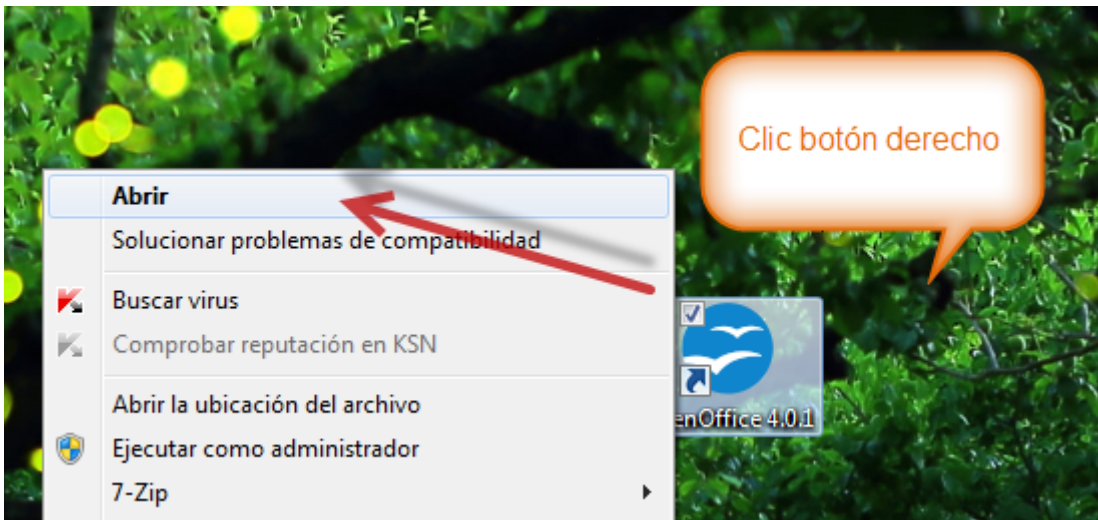 Clic botón derecho
Abrir
Solucionar problemas de compatibilidad
Buscar virus
Comprobar reputación en KSN
Abrir la ubicación del archivo
Ejecutar como administrador
7-Zip
enOffice 4.0.1